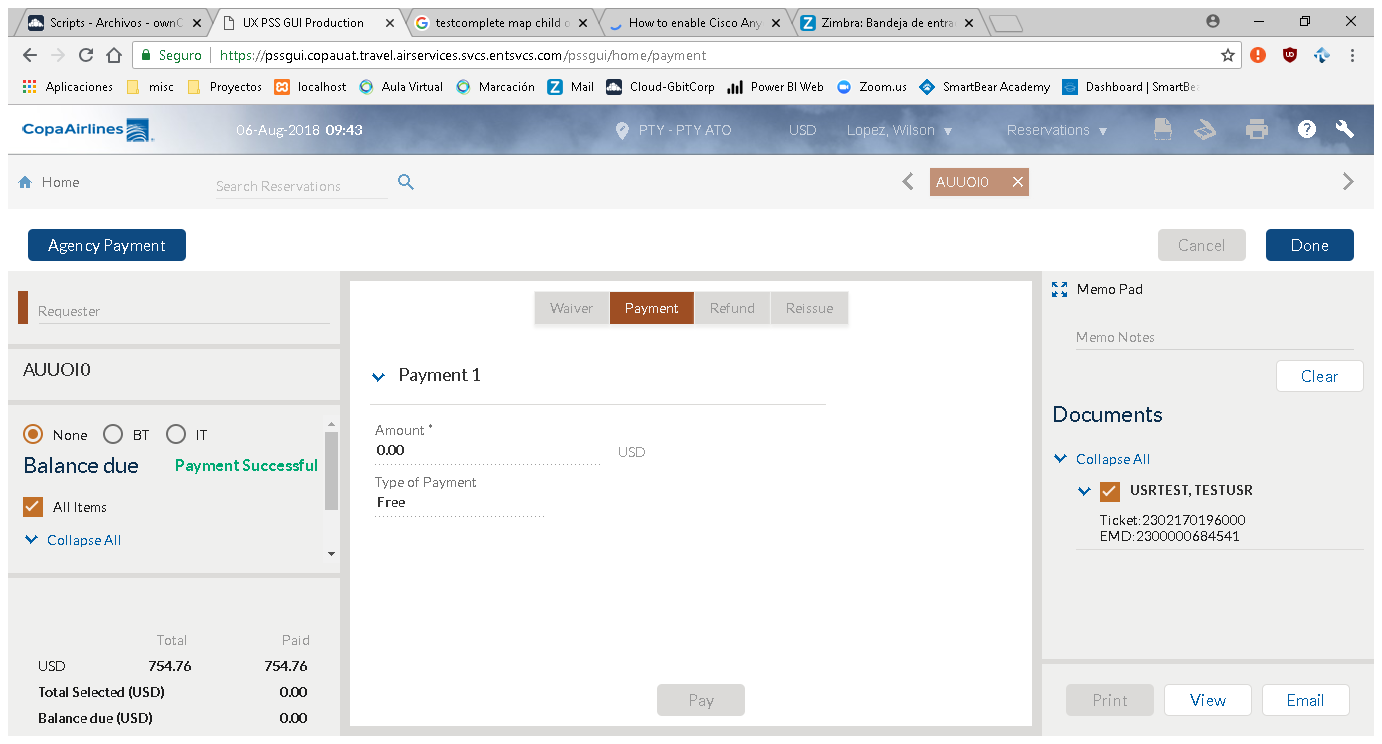 Scripts - Archivos - ownC
UX PSS GUI Production
testcomplete map child o
How to enable Cisco Any
Zimbra: Bandeja de entra
Seguro
https://pssgui.copauat.travel.airservices.svcs.entsvcs.com/pssgui/home/payment
Aplicaciones misc Proyectos localhost Aula Virtual Marcación Mail Cloud-GbitCorp Power BI Web Zoom.us SmartBear Academy Dashboard | SmartBe
CopaAirlines 06-Aug-2018 09:43 PTY - PTY ATO USD Lopez, Wilson Reservations
Home Search Reservations AUUOI0
Agency Payment Cancel Done
Requester
AUUOI0
None BT IT
Balance due Payment Successful
All Items
Collapse All
Total Paid
USD 754.76 754.76
Total Selected (USD) 0.00
Balance due (USD) 0.00
Waiver Payment Refund Reissue
Payment 1
Amount *
0.00 USD
Type of Payment
Free
Pay
Memo Pad
Memo Notes
Clear
Documents
Collapse All
USRTEST, TESTUSR
Ticket:2302170196000
EMD:2300000684541
Print View Email